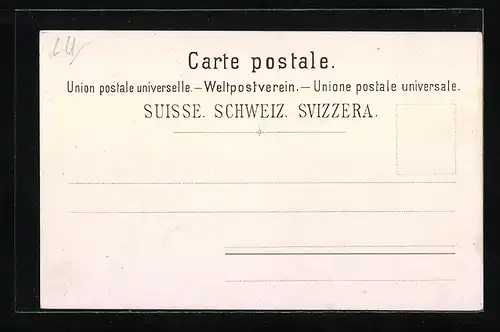 Carte postale.
Union postale universelle.–Weltpostverein.–Unione postale universale.
SUISSE. SCHWEIZ. SVIZZERA.